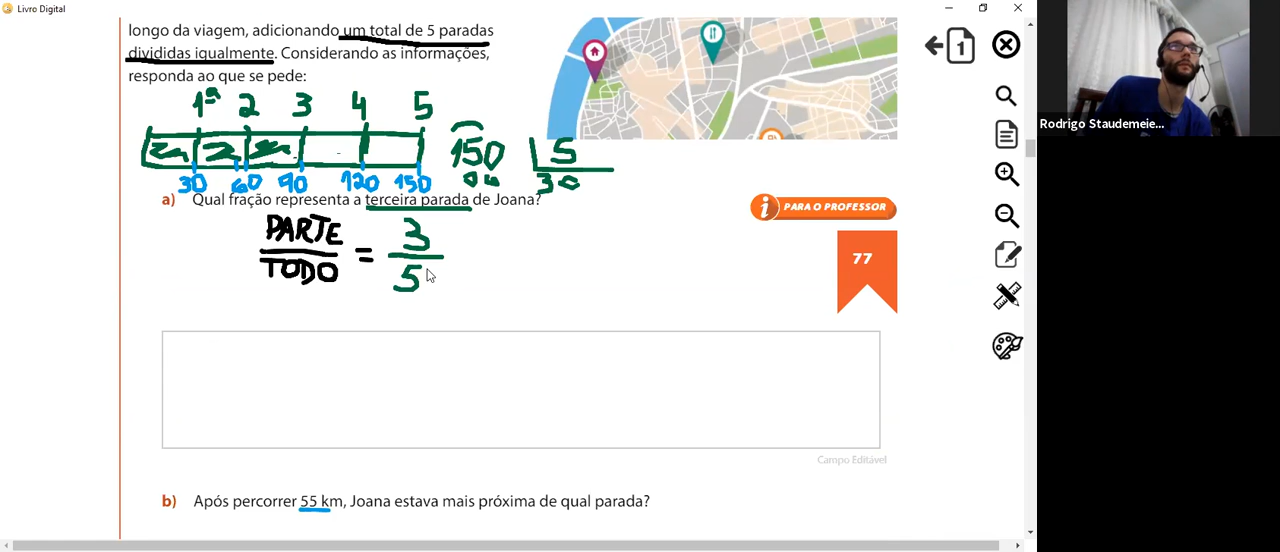 Livro Digital
longo da viagem, adicionando um total de 5 paradas
divididas igualmente. Considerando as informações,
responda ao que se pede:
1ª 2 3 4 5
150 5
30 60 90 120 150 00 30
a) Qual fração representa a terceira parada de Joana?
PARTE
TODO
=
3
5
i PARA O PROFESSOR
77
Campo Editável
b) Após percorrer 55 km, Joana estava mais próxima de qual parada?
1
Rodrigo Staudemeie...